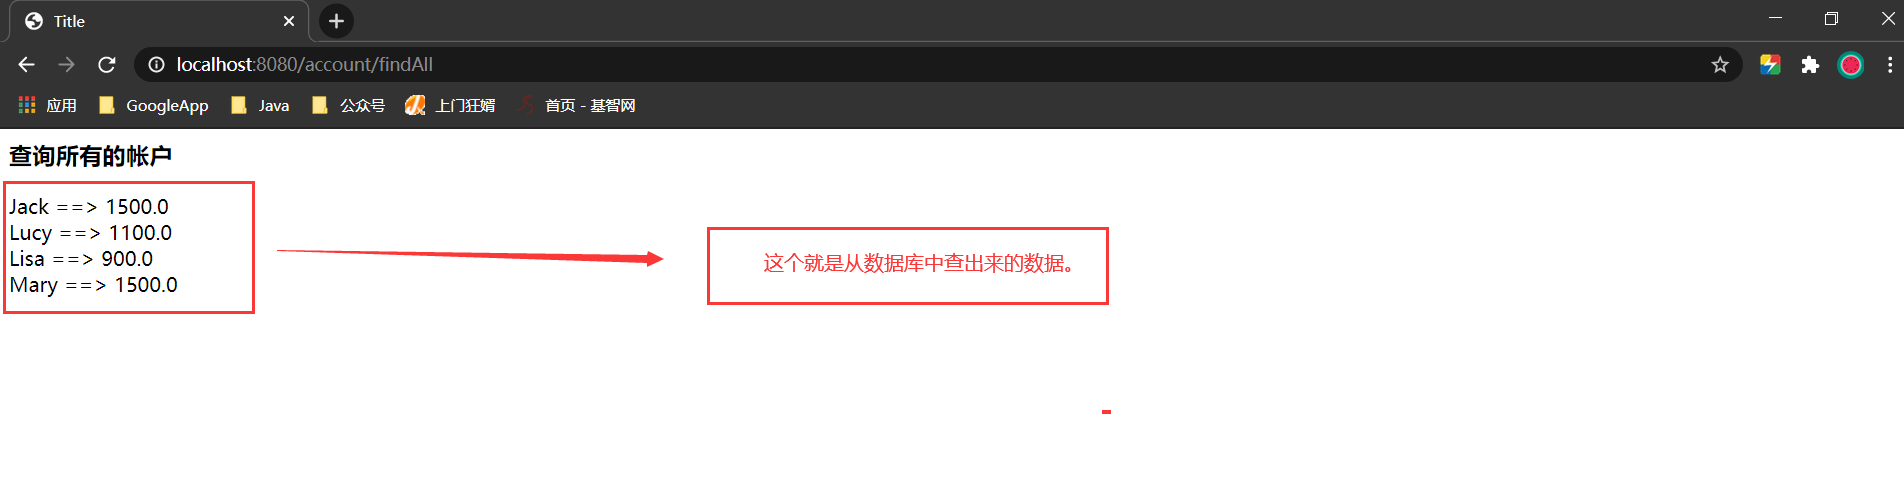 Title
localhost:8080/account/findAll
应用 GoogleApp Java 公众号 上门狂婿 首页 - 基智网
查询所有的帐户
Jack ==> 1500.0
Lucy ==> 1100.0
Lisa ==> 900.0
Mary ==> 1500.0
这个就是从数据库中查出来的数据。